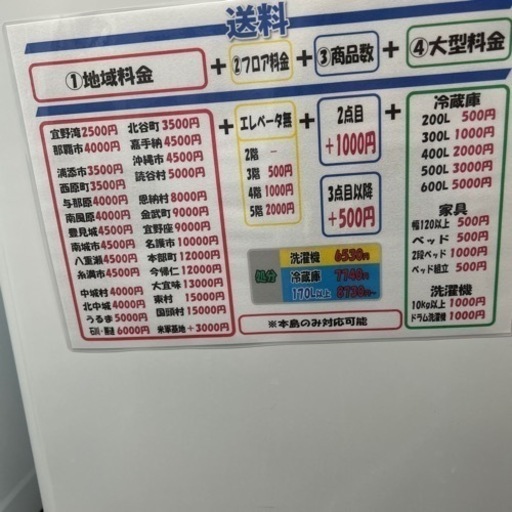 送料
①地域料金 + ②フロア料金 + ③商品数 + ④大型料金
宜野湾2500円
那覇市4000円
浦添市3500円
西原町3500円
与那原4000円
南風原4000円
豊見城4500円
南城市4500円
八重瀬4500円
糸満市4500円
中城村4000円
北中城4000円
うるま5000円
石川・勝連6000円
北谷町3500円
嘉手納4500円
沖縄市4500円
読谷村5000円
恩納村8000円
金武町9000円
宜野座9000円
名護市10000円
本部町12000円
今帰仁12000円
大宜味13000円
東村 15000円
国頭村15000円
米軍基地+3000円
+
エレベータ無
2階 -
3階 500円
4階 1000円
5階 2000円
+
2点目
+1000円
3点目以降
+500円
+
冷蔵庫
200L 500円
300L 1000円
400L 2000円
500L 3000円
600L 5000円
家具
幅120以上 500円
ベッド 500円
2段ベッド 1000円
ベッド組立 500円
洗濯機
10kg以上 1000円
ドラム洗濯機 1000円
処分
洗濯機 6530円
冷蔵庫 7740円
170L以上 8730円~
※本島のみ対応可能